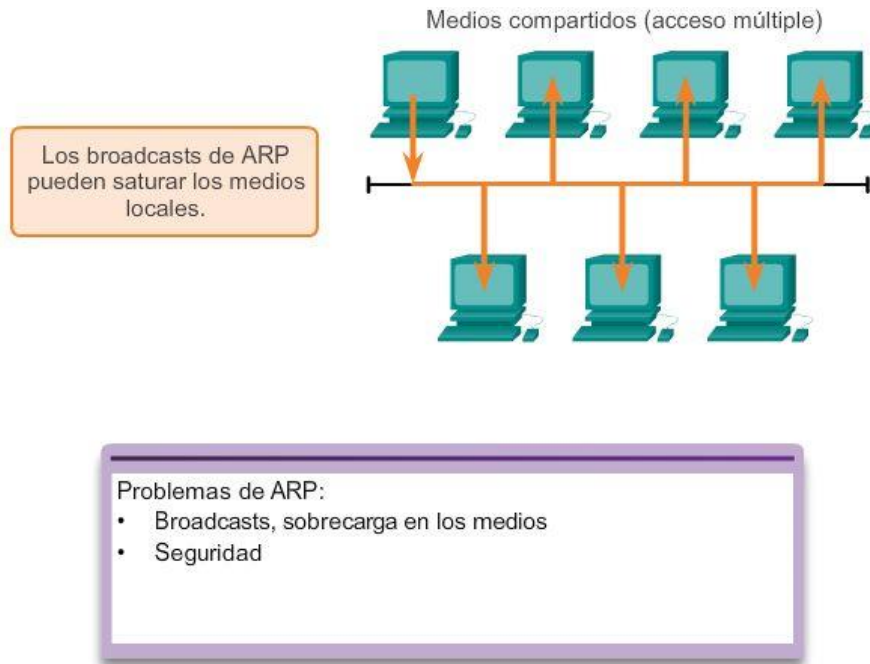 Medios compartidos (acceso múltiple)
Los broadcasts de ARP
pueden saturar los medios
locales.
Problemas de ARP:
• Broadcasts, sobrecarga en los medios
• Seguridad